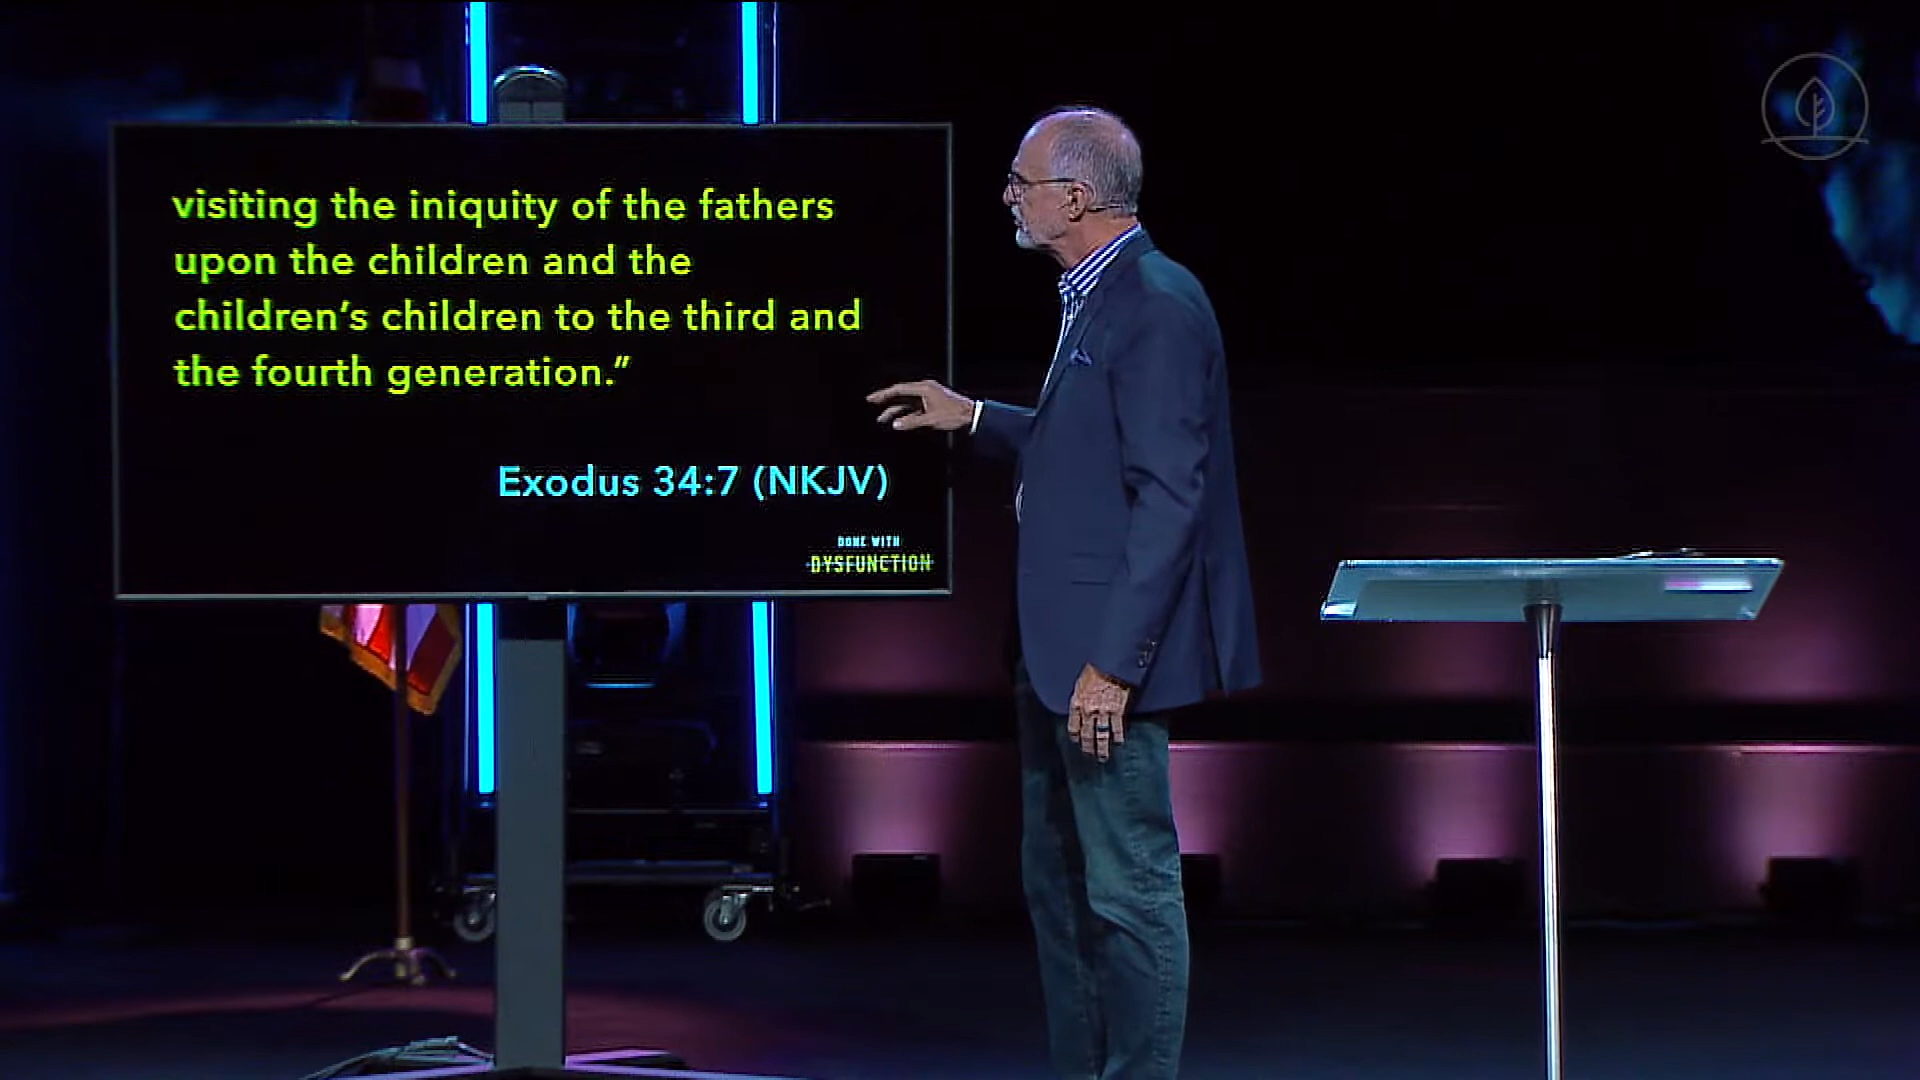 visiting the iniquity of the fathers
upon the children and the
children’s children to the third and
the fourth generation.”
Exodus 34:7 (NKJV)
DONE WITH
DYSFUNCTION